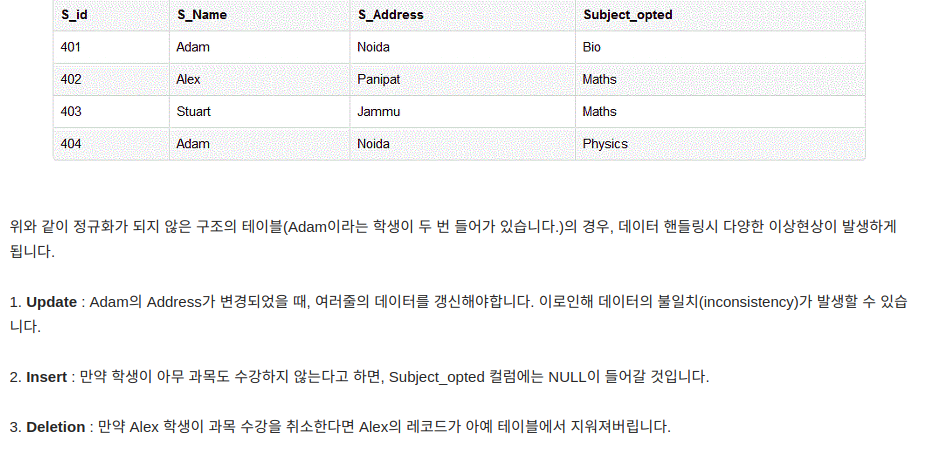 S_id S_Name S_Address Subject_opted
401 Adam Noida Bio
402 Alex Panipat Maths
403 Stuart Jammu Maths
404 Adam Noida Physics
위와 같이 정규화가 되지 않은 구조의 테이블(Adam이라는 학생이 두 번 들어가 있습니다.)의 경우, 데이터 핸들링시 다양한 이상현상이 발생하게
됩니다.
1. Update : Adam의 Address가 변경되었을 때, 여러줄의 데이터를 갱신해야합니다. 이로인해 데이터의 불일치(inconsistency)가 발생할 수 있습
니다.
2. Insert : 만약 학생이 아무 과목도 수강하지 않는다고 하면, Subject_opted 컬럼에는 NULL이 들어갈 것입니다.
3. Deletion : 만약 Alex 학생이 과목 수강을 취소한다면 Alex의 레코드가 아예 테이블에서 지워져버립니다.